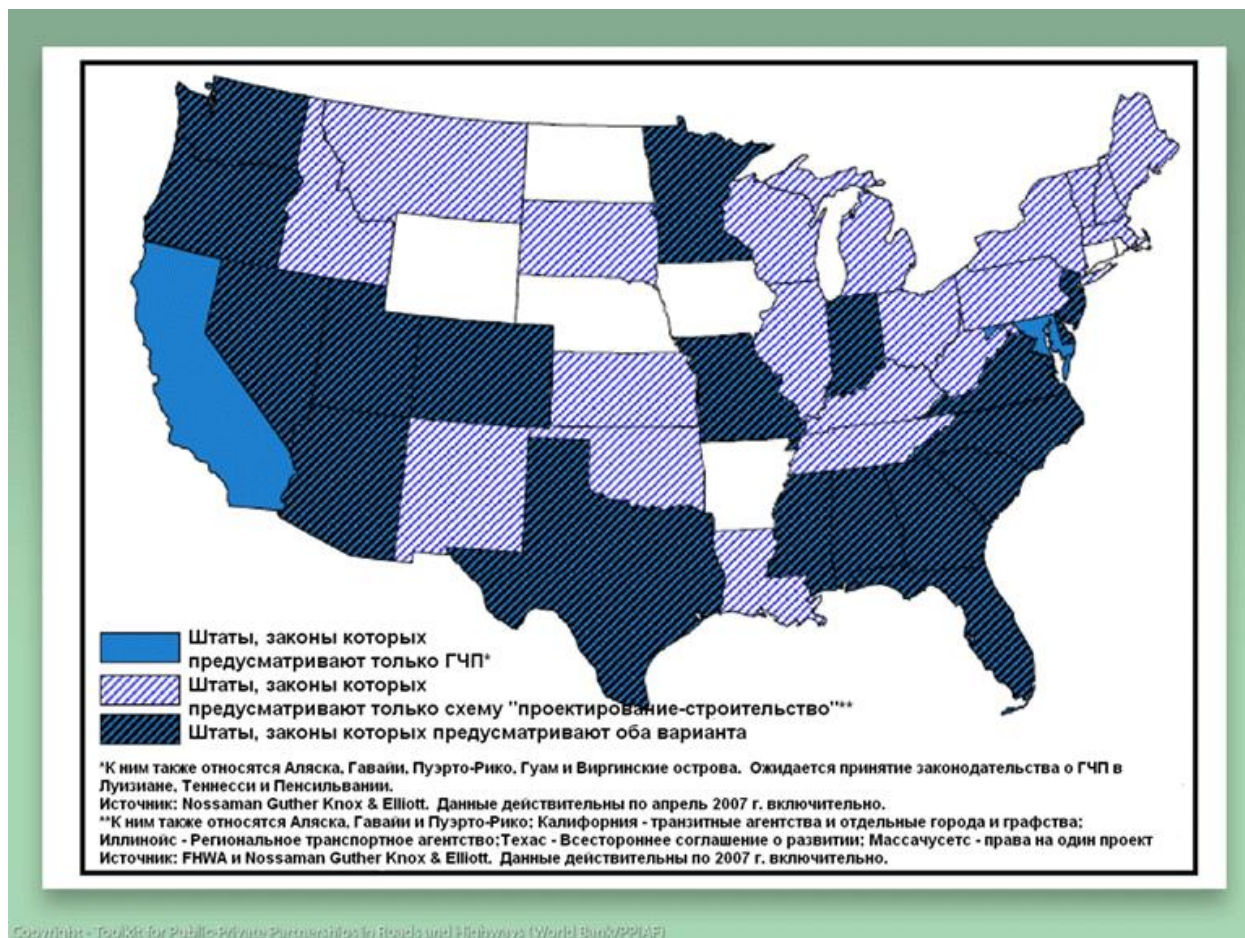 Штаты, законы которых
предусматривают только ГЧП*
Штаты, законы которых
предусматривают только схему "проектирование-строительство"**
Штаты, законы которых предусматривают оба варианта
*К ним также относятся Аляска, Гавайи, Пуэрто-Рико, Гуам и Виргинские острова. Ожидается принятие законодательства о ГЧП в
Луизиане, Теннесси и Пенсильвании.
Источник: Nossaman Guther Knox & Elliott. Данные действительны по апрель 2007 г. включительно.
**К ним также относятся Аляска, Гавайи и Пуэрто-Рико; Калифорния - транзитные агентства и отдельные города и графства;
Иллинойс - Региональное транспортное агентство;Техас - Всестороннее соглашение о развитии; Массачусетс - права на один проект
Источник: FHWA и Nossaman Guther Knox & Elliott. Данные действительны по 2007 г. включительно.
Copyright - Toolkit for Public-Private Partnerships in Roads and Highways (World Bank/PPIAF)